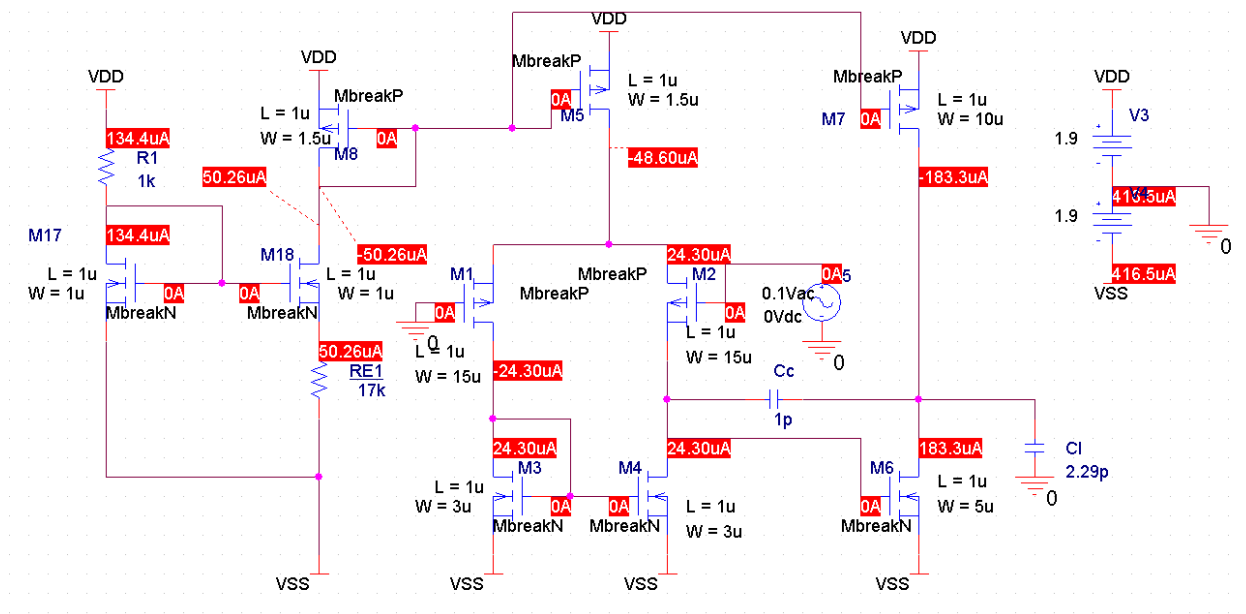 VDD
134.4uA
R1
1k
134.4uA
M17
L = 1u
W = 1u
0A
MbreakN
VDD
MbreakP
L = 1u
W = 1.5u
0A
M8
50.26uA
-50.26uA
M18
L = 1u
W = 1u
0A
MbreakN
50.26uA
RE1
17k
VSS
VDD
MbreakP
L = 1u
W = 1.5u
0A
M5
-48.60uA
M1
MbreakP
0A
0
L = 1u
W = 15u
-24.30uA
24.30uA
M2
MbreakP
0A
L = 1u
W = 15u
0A
5
0.1Vac
0Vdc
0
Cc
1p
24.30uA
M3
L = 1u
W = 3u
0A
MbreakN
VSS
24.30uA
M4
0A
L = 1u
W = 3u
MbreakN
VSS
VDD
MbreakP
L = 1u
W = 10u
M7
0A
-183.3uA
183.3uA
M6
L = 1u
W = 5u
0A
MbreakN
VSS
Cl
2.29p
0
VDD
V3
1.9
V4
416.5uA
1.9
0
416.5uA
VSS